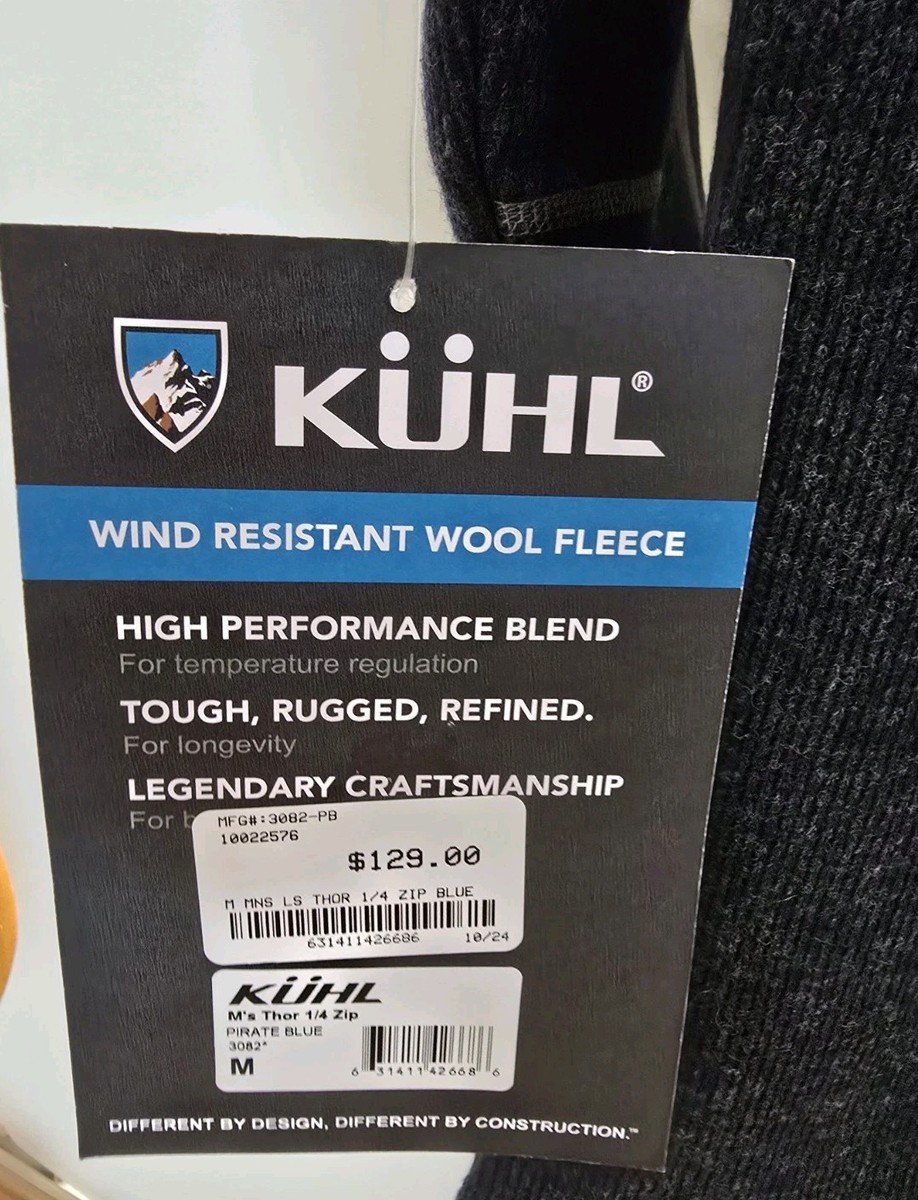 KÜHL®
WIND RESISTANT WOOL FLEECE
HIGH PERFORMANCE BLEND
For temperature regulation
TOUGH, RUGGED, REFINED.
For longevity
LEGENDARY CRAFTSMANSHIP
For
MFG#:3082-PB
10022576
$129.00
M MNS LS THOR 1/4 ZIP BLUE
631411426686 10/24
KÜHL
M's Thor 1/4 Zip
PIRATE BLUE
3082*
M
6 31411 42668 6
DIFFERENT BY DESIGN, DIFFERENT BY CONSTRUCTION.™